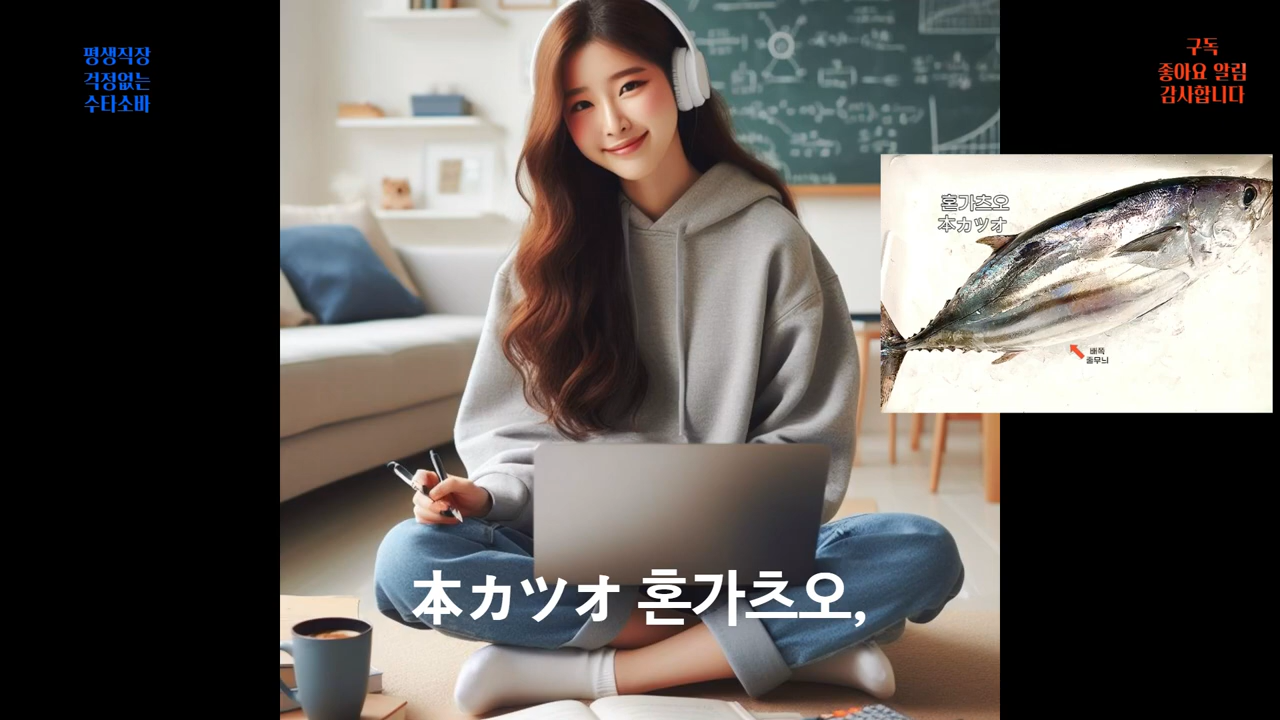 평생직장
걱정없는
수타소바
구독
좋아요 알림
감사합니다
혼가츠오
本カツオ
배쪽
줄무늬
本カツオ 혼가츠오,